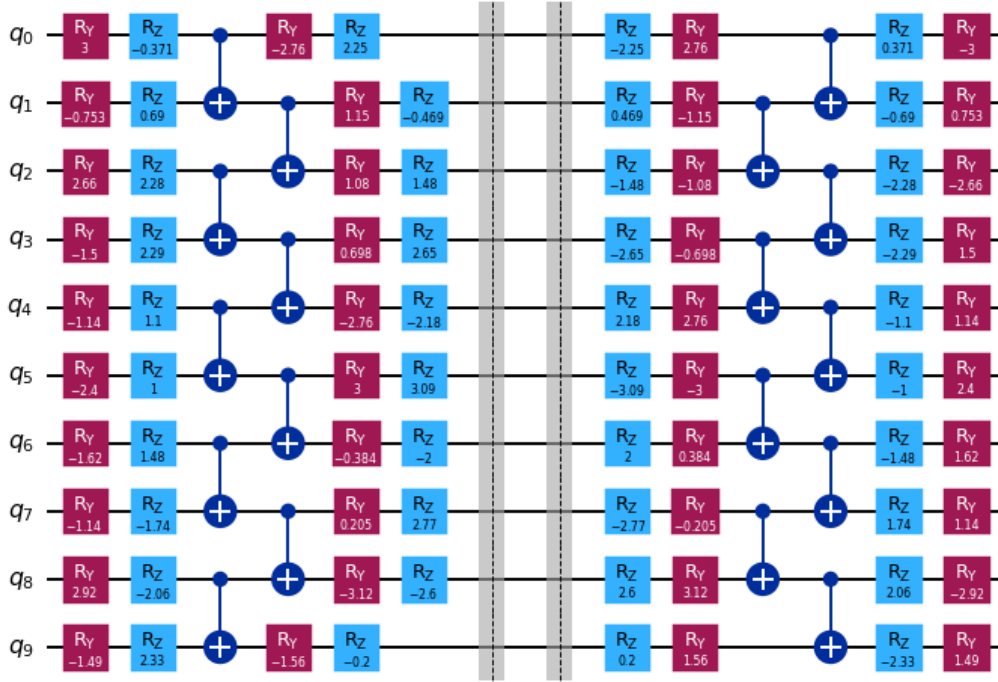 q0 RY 3 RZ −0.371 RY −2.76 RZ 2.25 RZ −2.25 RY 2.76 RZ 0.371 RY −3
q1 RY −0.753 RZ 0.69 RY 1.15 RZ −0.469 RZ 0.469 RY −1.15 RZ −0.69 RY 0.753
q2 RY 2.66 RZ 2.28 RY 1.08 RZ 1.48 RZ −1.48 RY −1.08 RZ −2.28 RY −2.66
q3 RY −1.5 RZ 2.29 RY 0.698 RZ 2.65 RZ −2.65 RY −0.698 RZ −2.29 RY 1.5
q4 RY −1.14 RZ 1.1 RY −2.76 RZ −2.18 RZ 2.18 RY 2.76 RZ −1.1 RY 1.14
q5 RY −2.4 RZ 1 RY 3 RZ 3.09 RZ −3.09 RY −3 RZ −1 RY 2.4
q6 RY −1.62 RZ 1.48 RY −0.384 RZ −2 RZ 2 RY 0.384 RZ −1.48 RY 1.62
q7 RY −1.14 RZ −1.74 RY 0.205 RZ 2.77 RZ −2.77 RY −0.205 RZ 1.74 RY 1.14
q8 RY 2.92 RZ −2.06 RY −3.12 RZ −2.6 RZ 2.6 RY 3.12 RZ 2.06 RY −2.92
q9 RY −1.49 RZ 2.33 RY −1.56 RZ −0.2 RZ 0.2 RY 1.56 RZ −2.33 RY 1.49